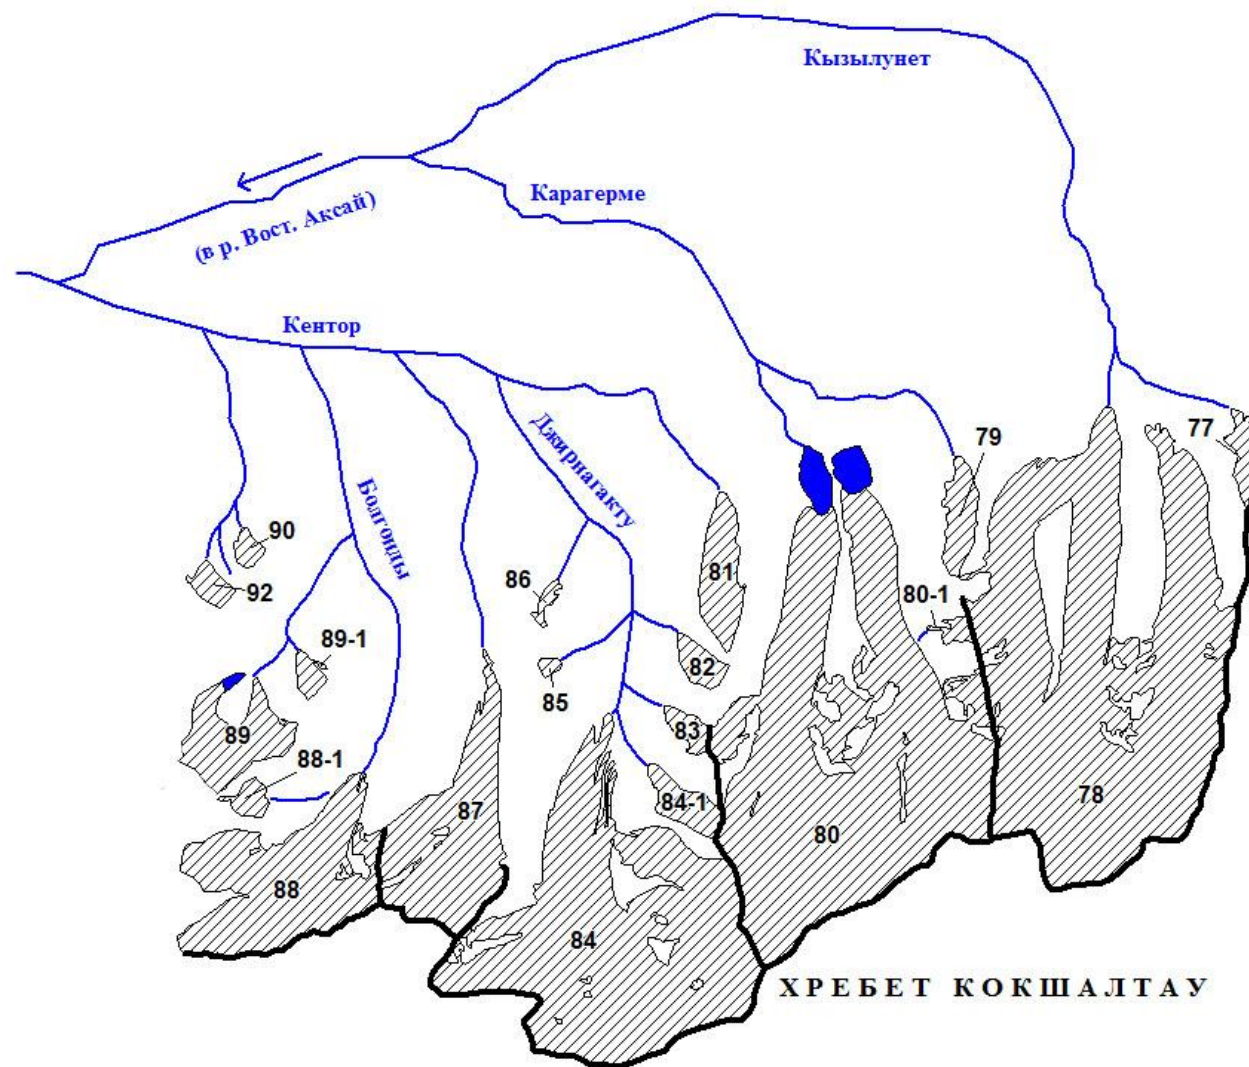 Кызылунет
Карагерме
(в р. Вост. Аксай)
Кентор
Джирнагакту
Болгонды
77
79
90
92
86
81
80-1
89-1
82
85
89
83
88-1
84-1
78
87
80
88
84
ХРЕБЕТ КОКШАЛТАУ